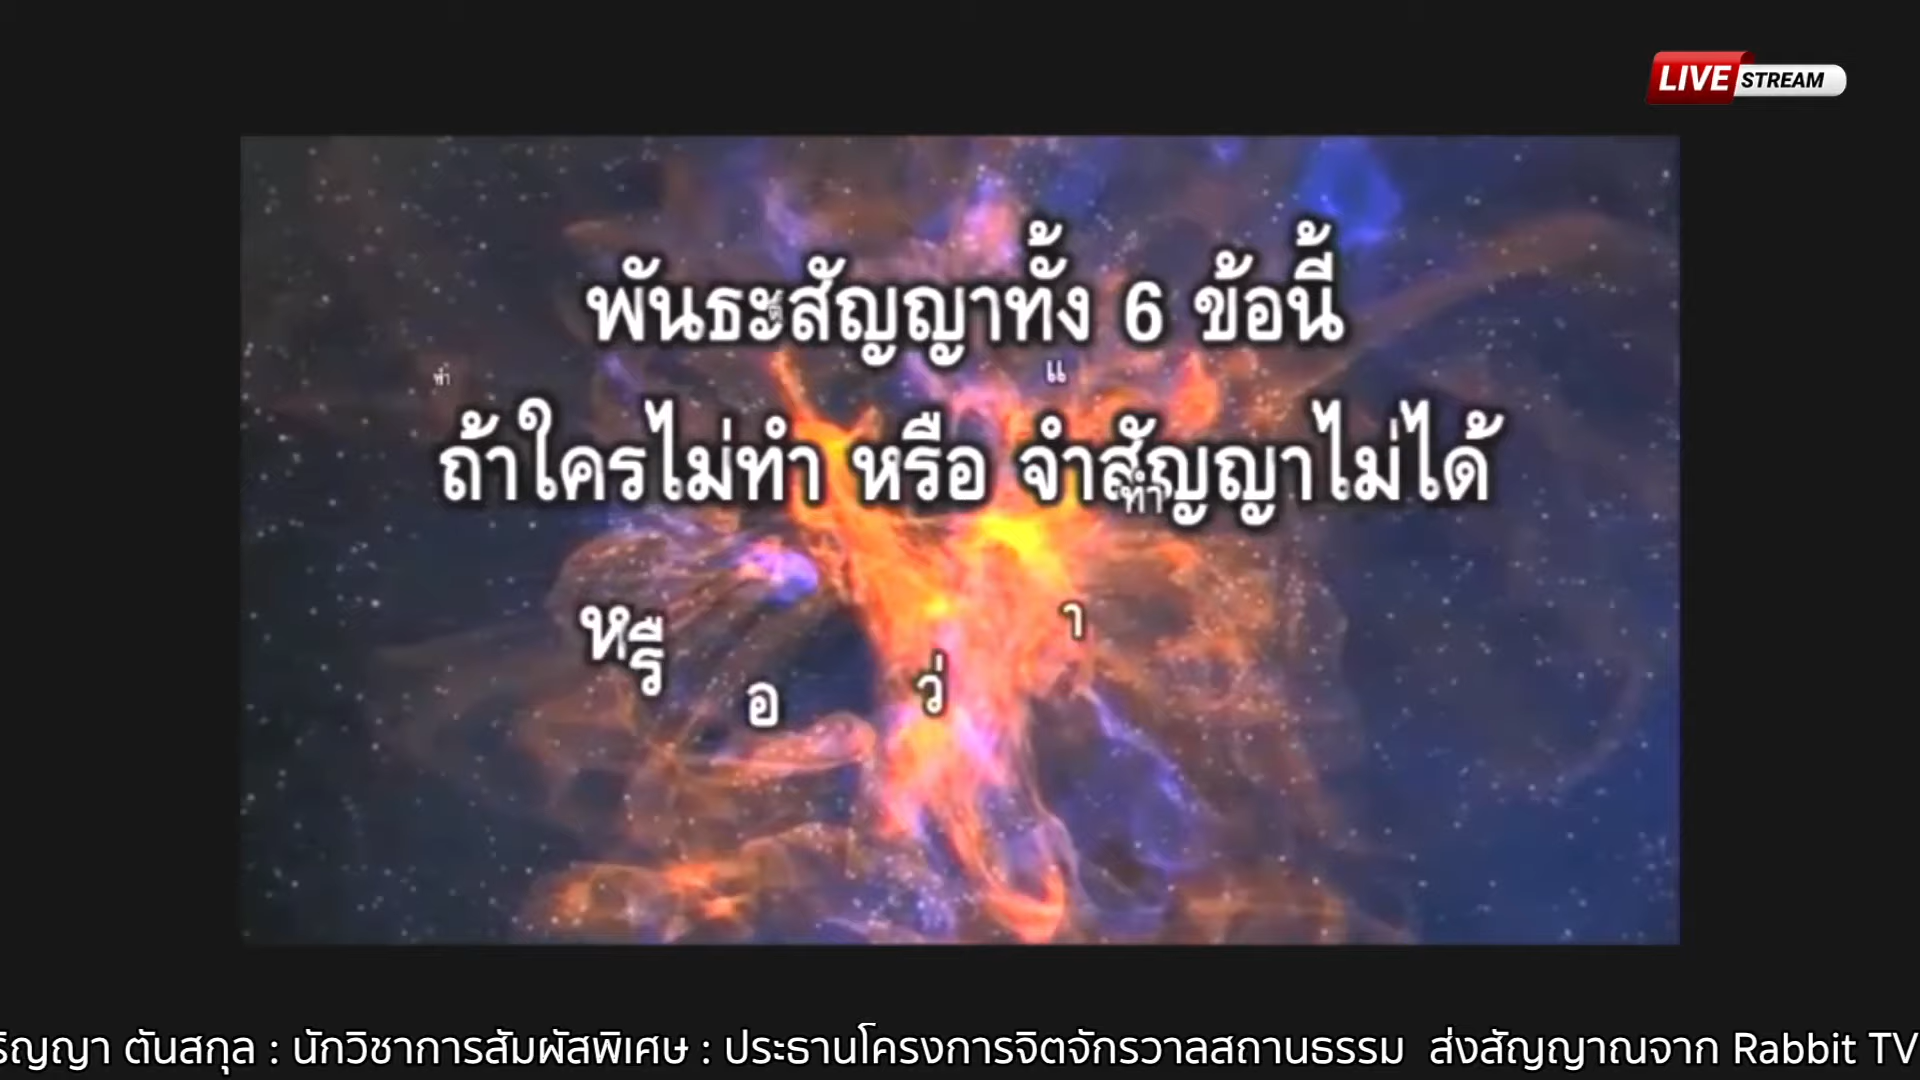 LIVE STREAM
พันธะสัญญาทั้ง 6 ข้อนี้
ทำ
แ
ถ้าใครไม่ทำ หรือ จำสัญญาไม่ได้
ทำ
หรือ ว่า
ริญญา ตันสกุล : นักวิชาการสัมผัสพิเศษ : ประธานโครงการจิตจักรวาลสถานธรรม ส่งสัญญาณจาก Rabbit TV